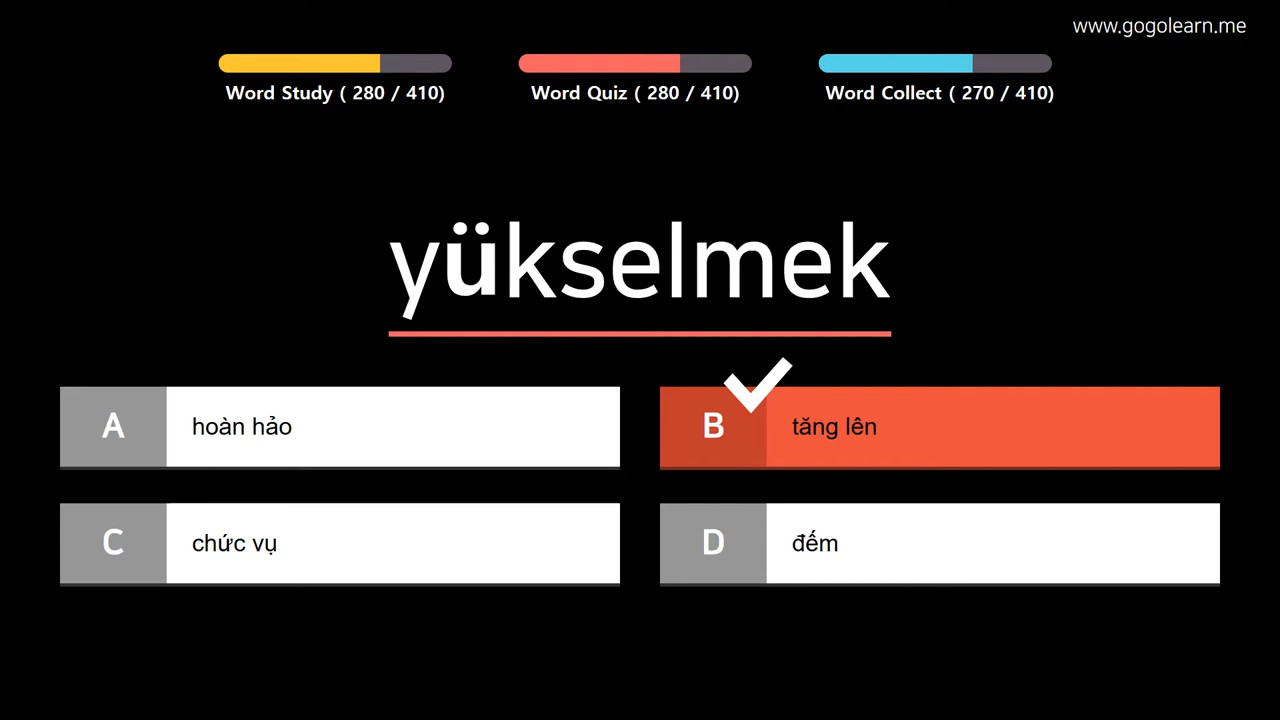 www.gogolearn.me
Word Study ( 280 / 410)
Word Quiz ( 280 / 410)
Word Collect ( 270 / 410)
yükselmek
A
hoàn hảo
B
tăng lên
C
chức vụ
D
đếm